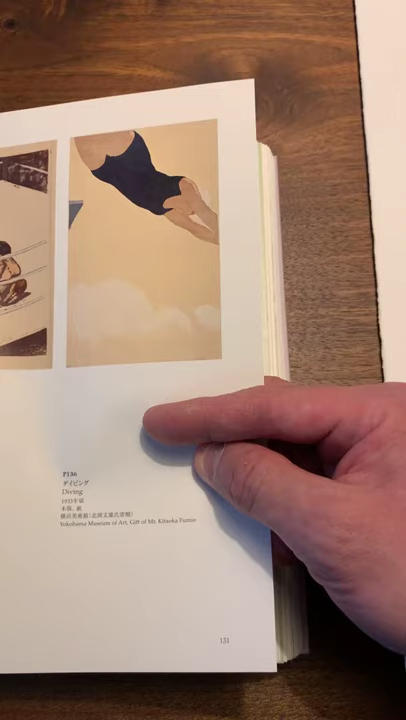 P136
ダイビング
Diving
1933年頃
木版、紙
横浜美術館(北岡文雄氏寄贈)
Yokohama Museum of Art, Gift of Mr. Kitaoka Fumio
131